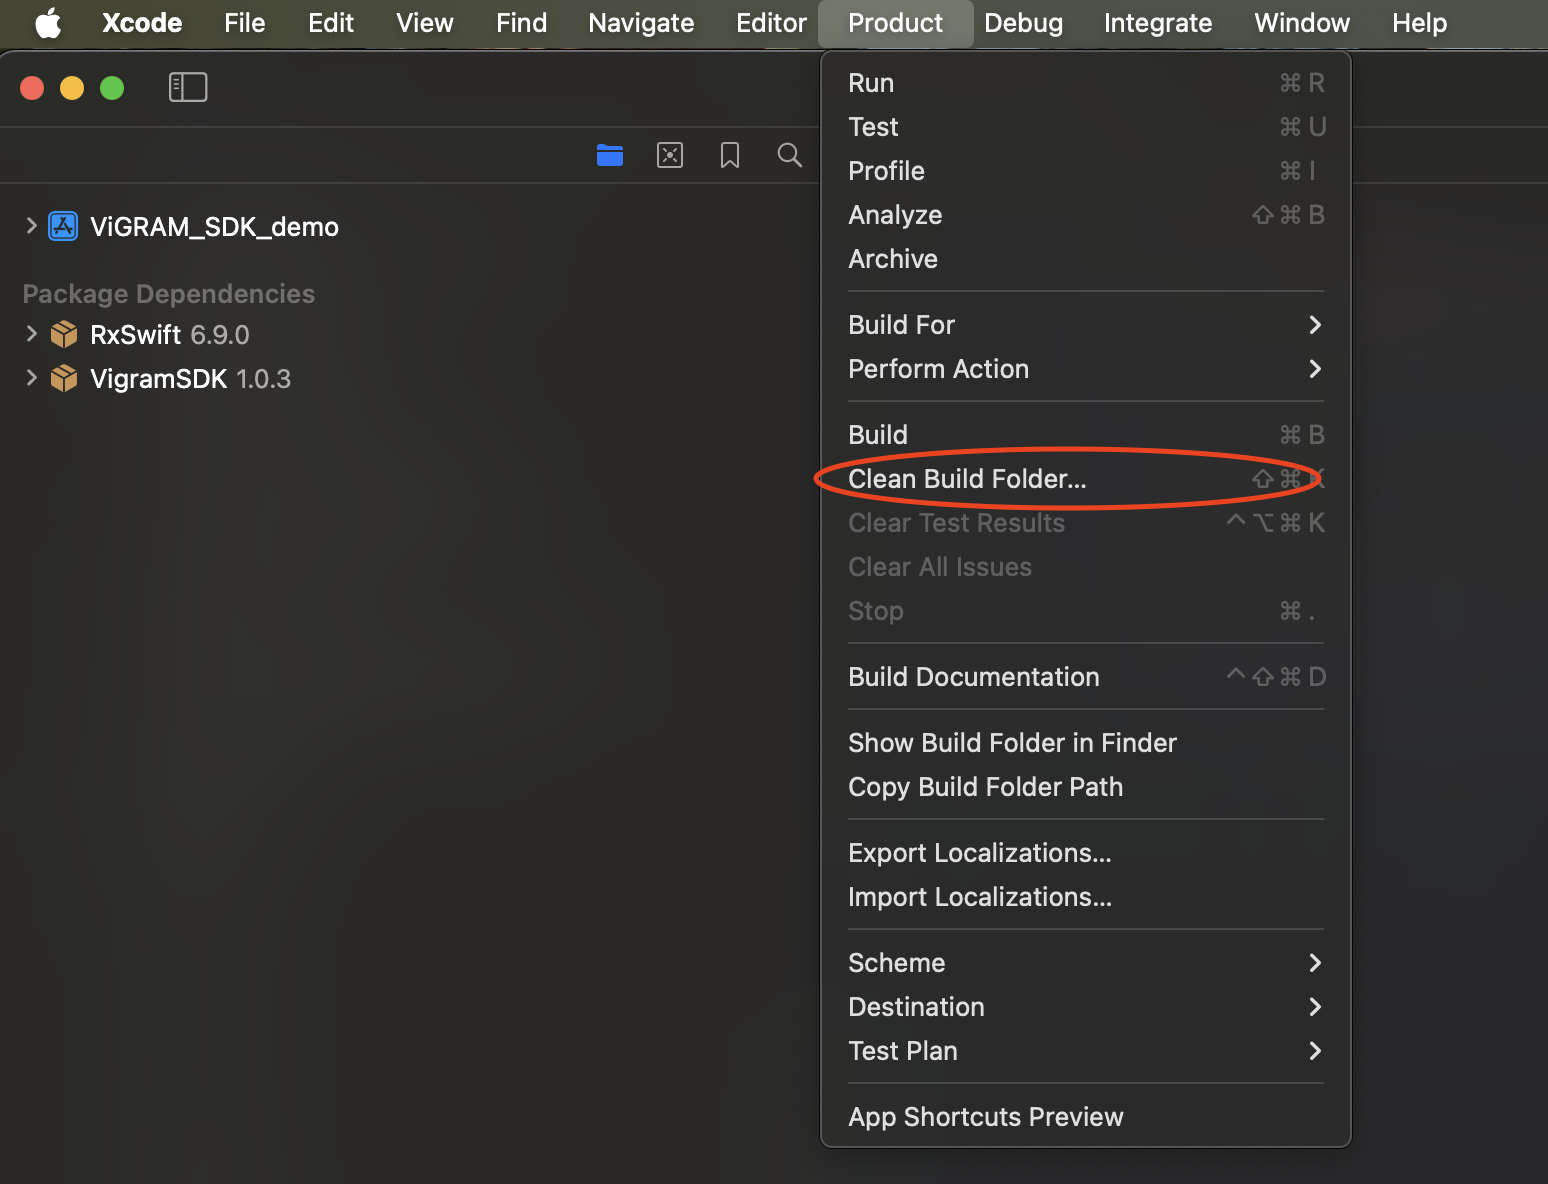 Xcode File Edit View Find Navigate Editor Product Debug Integrate Window Help
ViGRAM_SDK_demo
Package Dependencies
RxSwift 6.9.0
VigramSDK 1.0.3
Run ⌘ R
Test ⌘ U
Profile ⌘ I
Analyze ⇧ ⌘ B
Archive
Build For
Perform Action
Build ⌘ B
Clean Build Folder... ⇧ ⌘ K
Clear Test Results ^ ⌥ ⌘ K
Clear All Issues
Stop ⌘ .
Build Documentation ^ ⇧ ⌘ D
Show Build Folder in Finder
Copy Build Folder Path
Export Localizations...
Import Localizations...
Scheme
Destination
Test Plan
App Shortcuts Preview